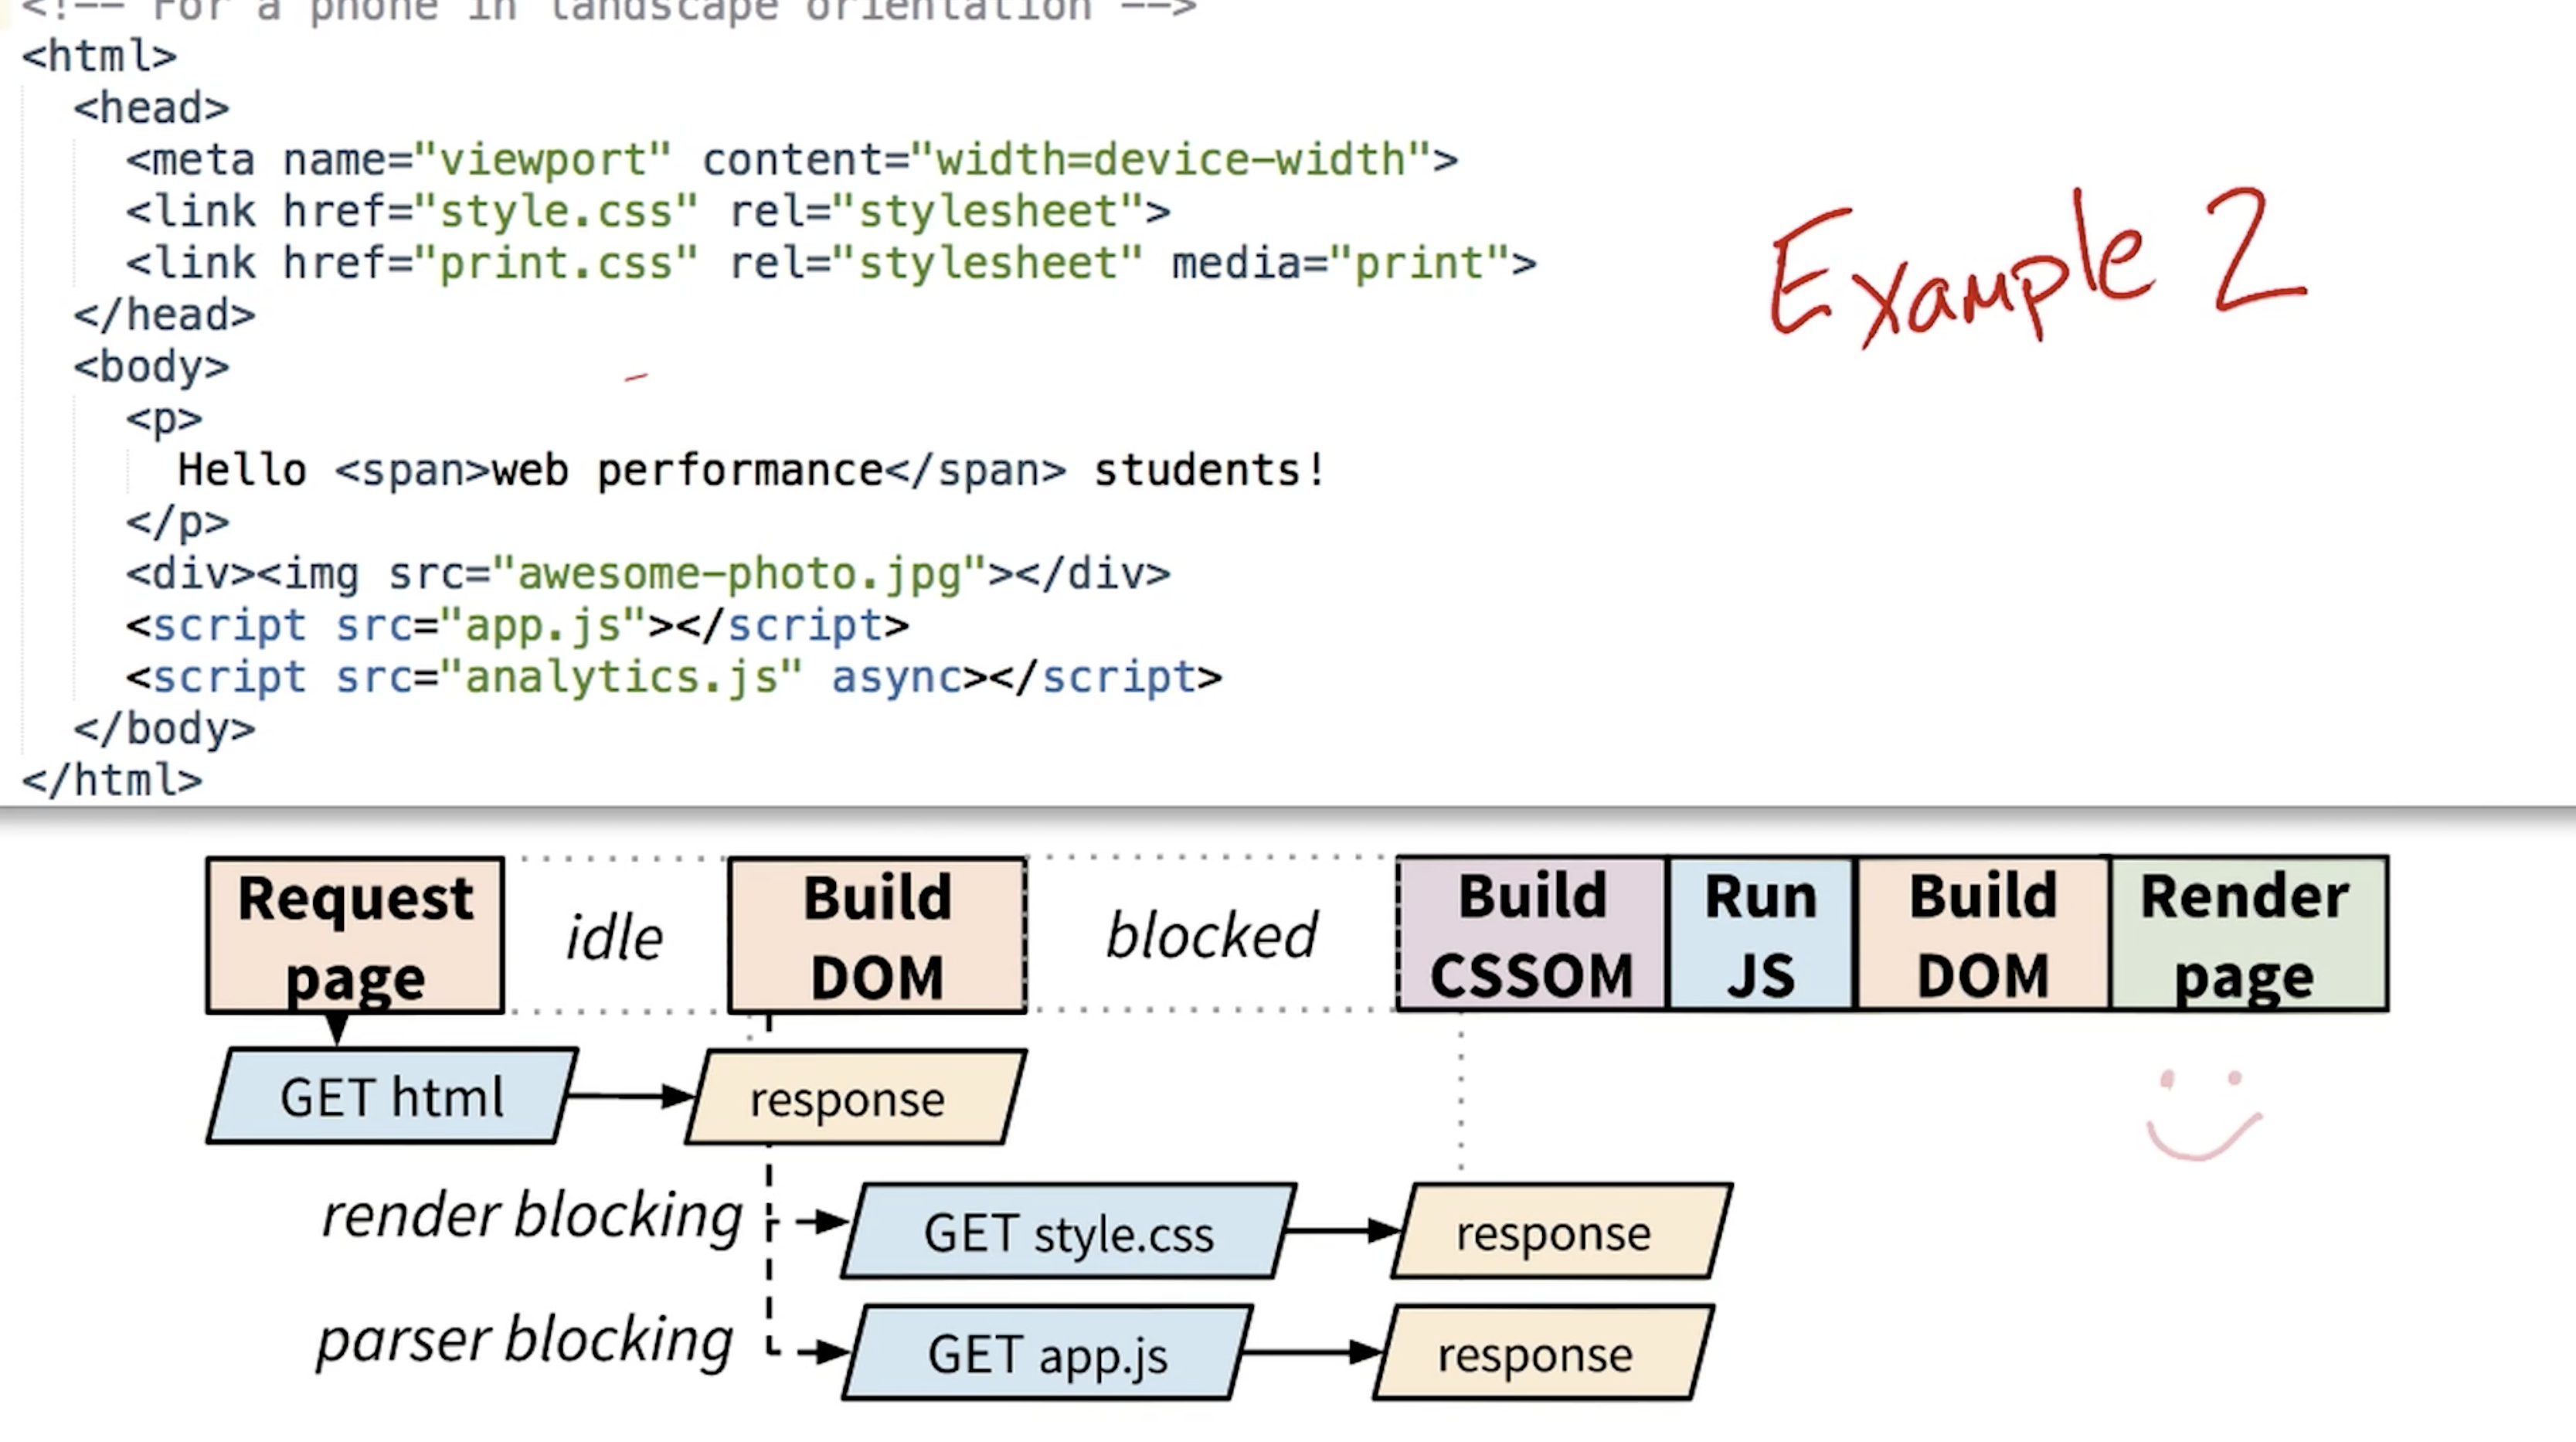 <!-- For a phone in landscape orientation -->
<html>
<head>
<meta name="viewport" content="width=device-width">
<link href="style.css" rel="stylesheet">
<link href="print.css" rel="stylesheet" media="print">
</head>
<body>
<p>
Hello <span>web performance</span> students!
</p>
<div><img src="awesome-photo.jpg"></div>
<script src="app.js"></script>
<script src="analytics.js" async></script>
</body>
</html>
Example 2
Request
page
idle
Build
DOM
blocked
Build
CSSOM
Run
JS
Build
DOM
Render
page
GET html
response
render blocking
GET style.css
response
parser blocking
GET app.js
response